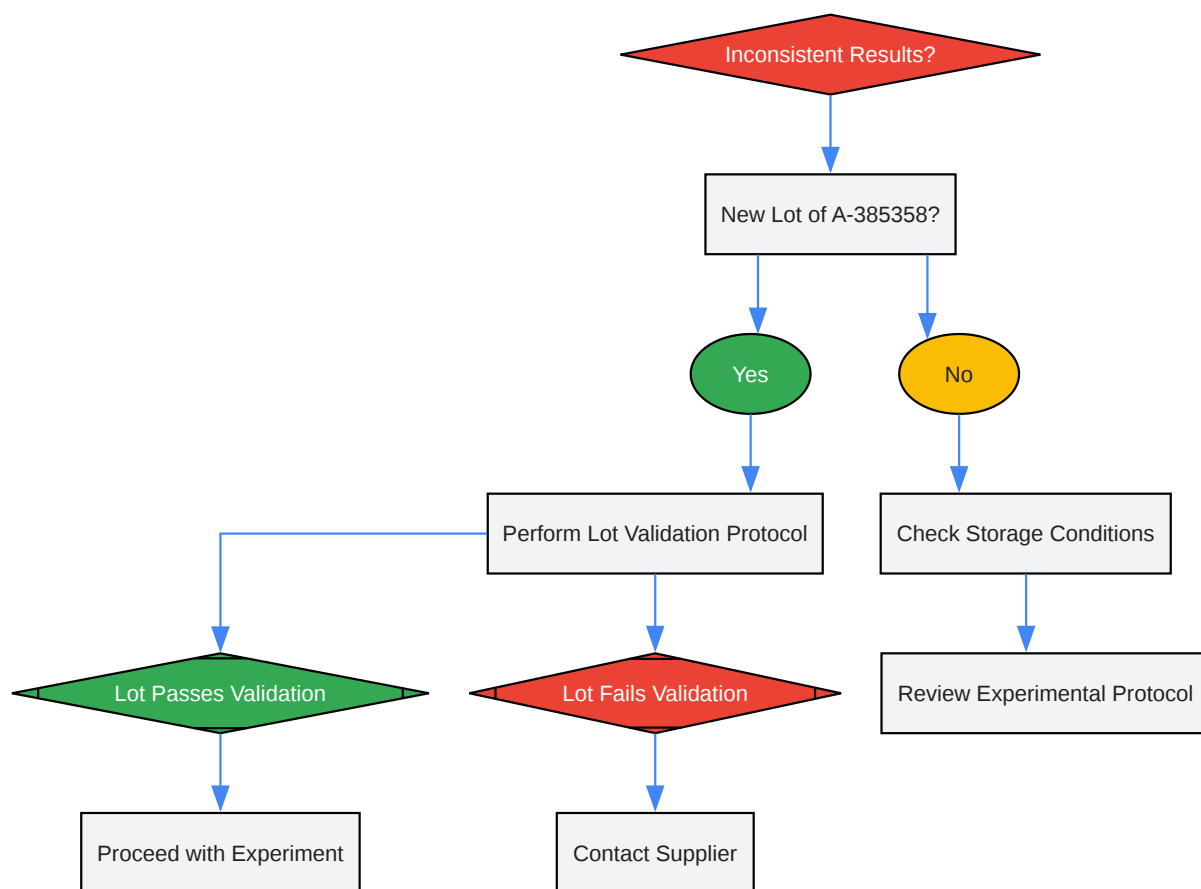 Inconsistent Results?
New Lot of A-385358?
Yes
No
Perform Lot Validation Protocol
Check Storage Conditions
Lot Passes Validation
Lot Fails Validation
Review Experimental Protocol
Proceed with Experiment
Contact Supplier